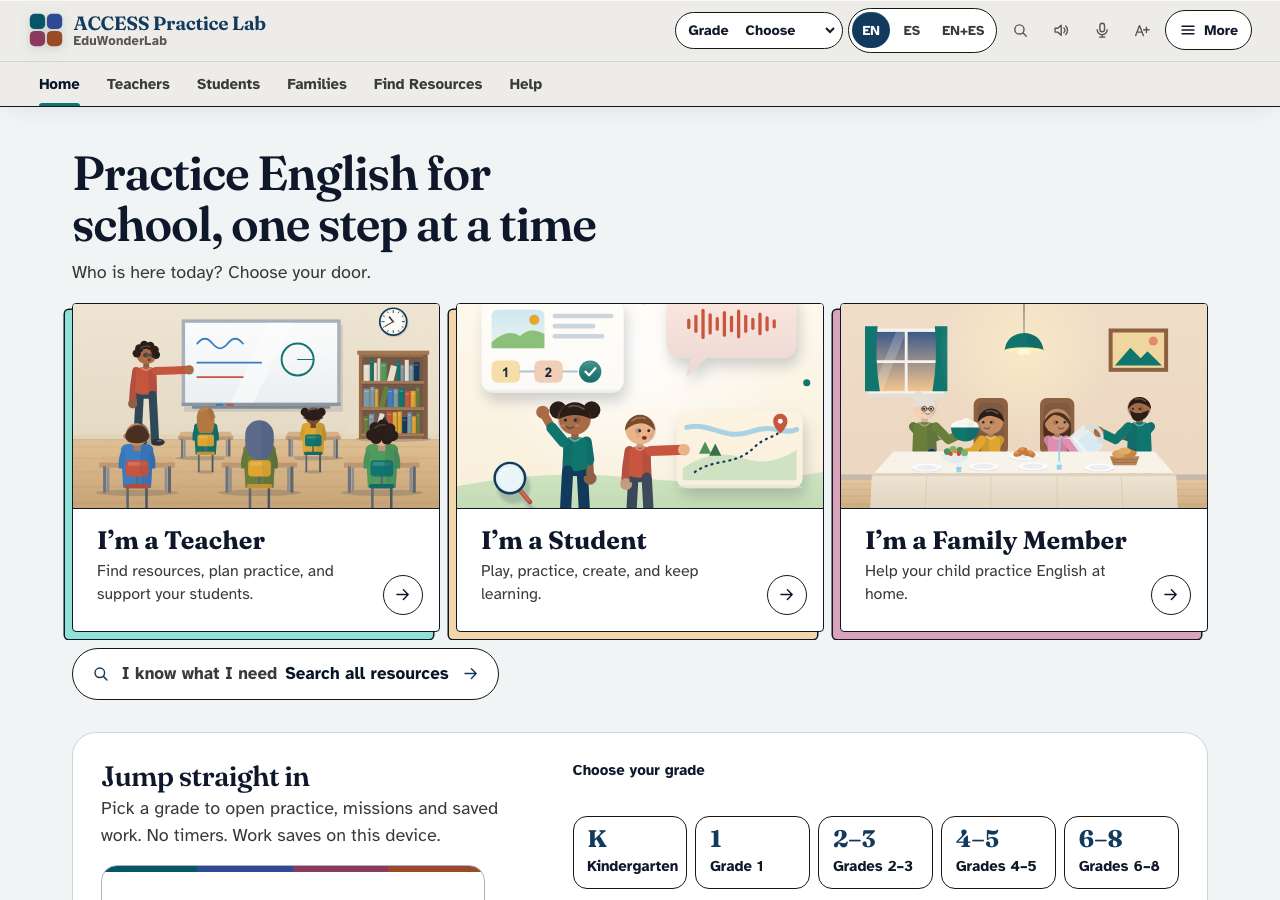 ACCESS Practice Lab
EduWonderLab
Grade Choose
EN ES EN+ES
A+
More
Home Teachers Students Families Find Resources Help
Practice English for
school, one step at a time
Who is here today? Choose your door.
1 2
I’m a Teacher
Find resources, plan practice, and
support your students.
I’m a Student
Play, practice, create, and keep
learning.
I’m a Family Member
Help your child practice English at
home.
I know what I need Search all resources
Jump straight in
Pick a grade to open practice, missions and saved
work. No timers. Work saves on this device.
Choose your grade
K
Kindergarten
1
Grade 1
2–3
Grades 2–3
4–5
Grades 4–5
6–8
Grades 6–8